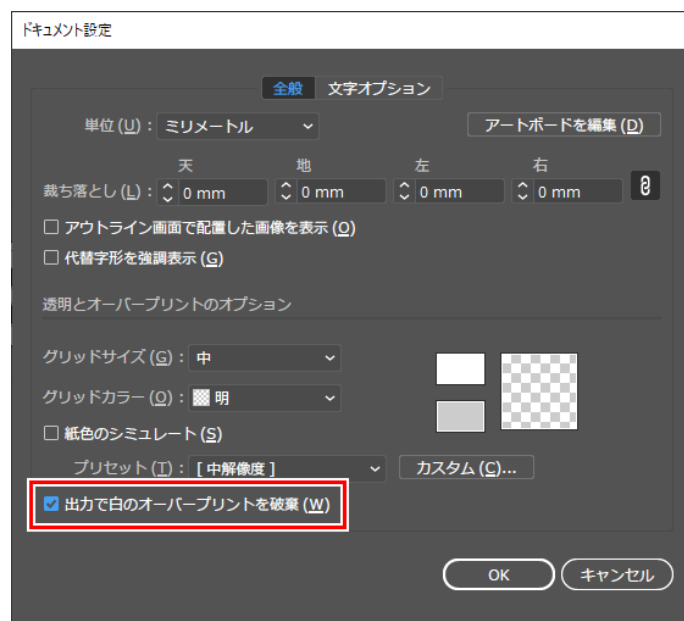 ドキュメント設定
全般 文字オプション
単位(U): ミリメートル アートボードを編集(D)
天 地 左 右
裁ち落とし(L): 0 mm 0 mm 0 mm 0 mm
アウトライン画面で配置した画像を表示(O)
代替字形を強調表示(G)
透明とオーバープリントのオプション
グリッドサイズ(G): 中
グリッドカラー(O): 明
紙色のシミュレート(S)
プリセット(T): [中解像度] カスタム(C)...
出力で白のオーバープリントを破棄(W)
OK キャンセル